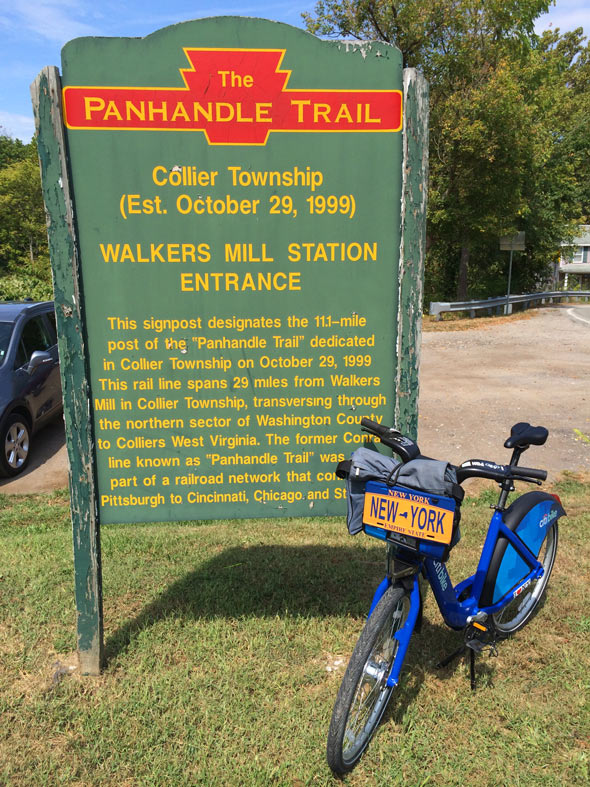 The
PANHANDLE TRAIL
Collier Township
(Est. October 29, 1999)
WALKERS MILL STATION
ENTRANCE
This signpost designates the 11.1–mile
post of the "Panhandle Trail" dedicated
in Collier Township on October 29, 1999
This rail line spans 29 miles from Walkers
Mill in Collier Township, transversing through
the northern sector of Washington County
to Colliers West Virginia. The former
line known as "Panhandle Trail" was
part of a railroad network that
Pittsburgh to Cincinnati, Chicago and
NEW YORK
NEW YORK
EMPIRE STATE
citi bike
citi bike